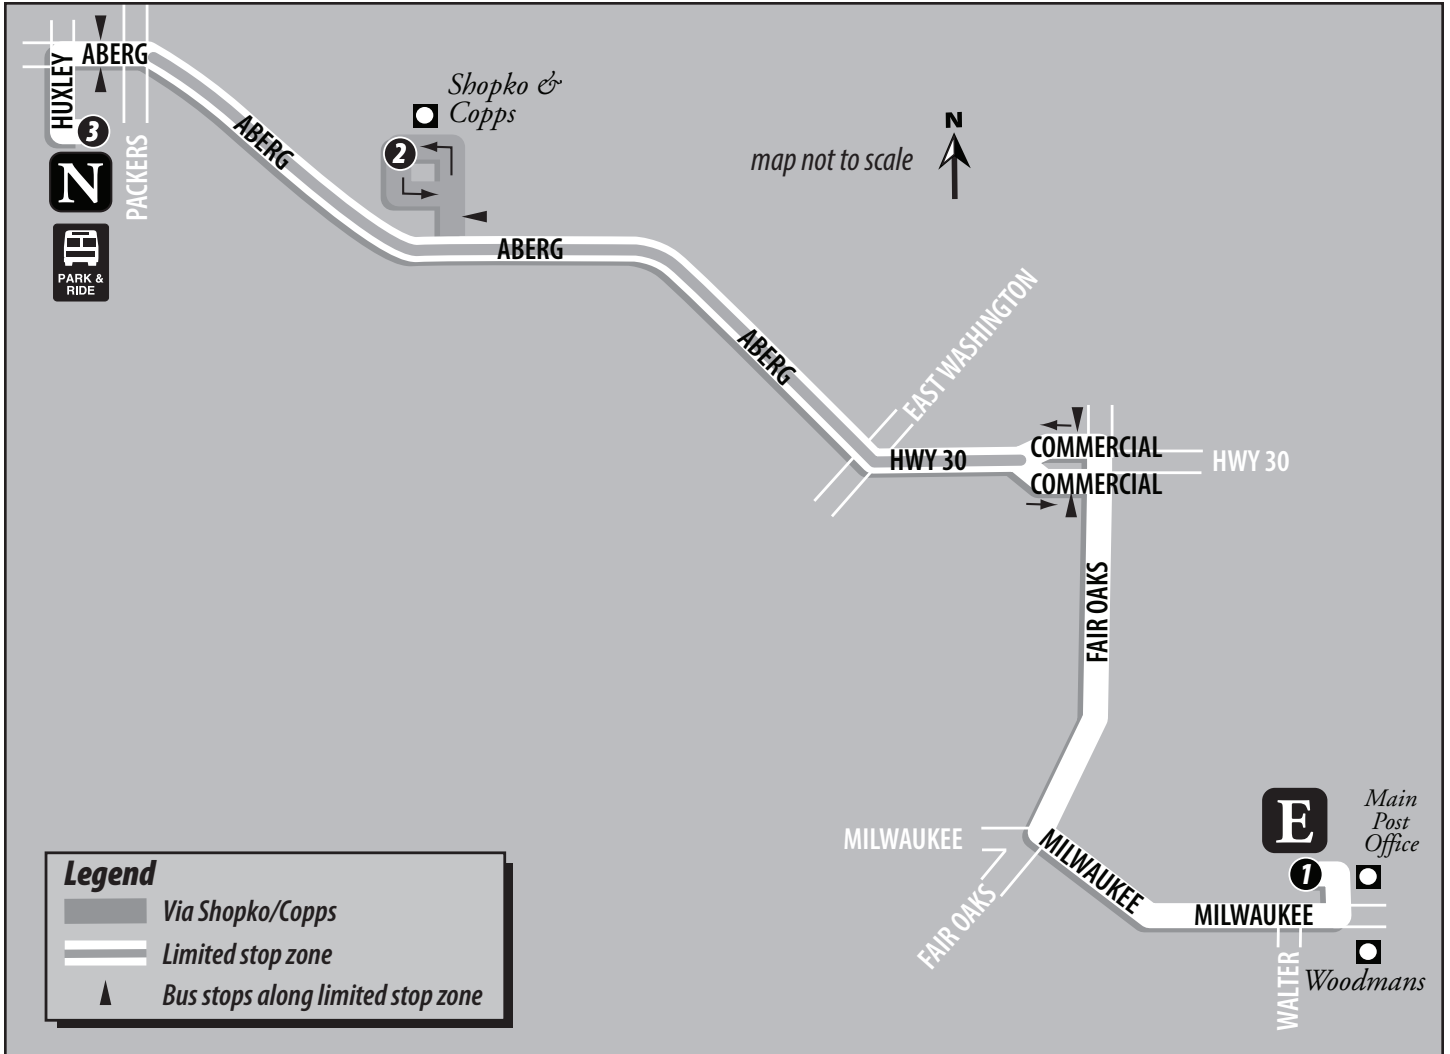 HUXLEY
ABERG
3
N
PARK &
RIDE
PACKERS
ABERG
Shopko &
Copps
2
ABERG
map not to scale
N
ABERG
EAST WASHINGTON
HWY 30
COMMERCIAL
COMMERCIAL
HWY 30
FAIR OAKS
MILWAUKEE
FAIR OAKS
MILWAUKEE
E
1
Main
Post
Office
MILWAUKEE
WALTER
Woodmans
Legend
Via Shopko/Copps
Limited stop zone
Bus stops along limited stop zone